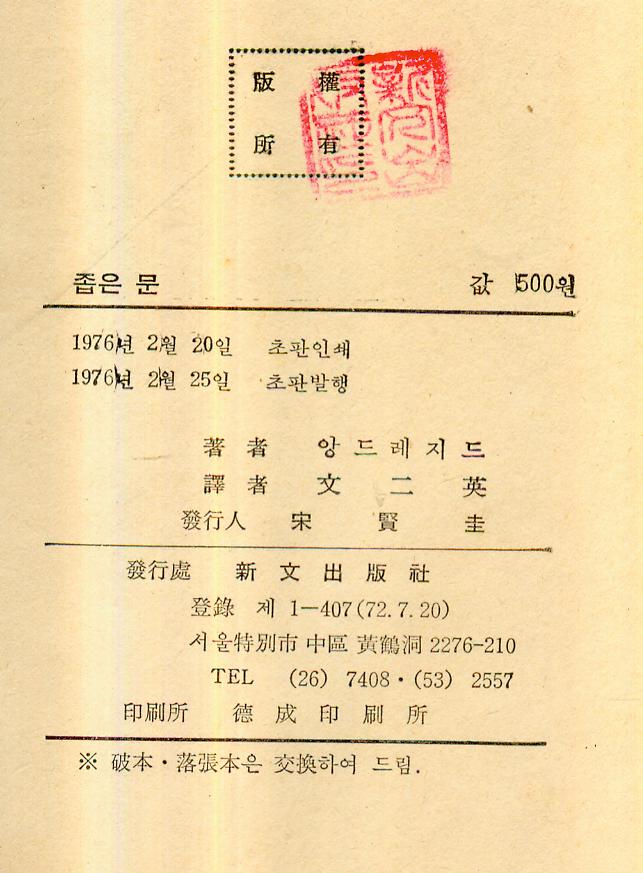 版 權
所 有
좁은 문 값 500원
1976년 2월 20일 초판인쇄
1976년 2월 25일 초판발행
著 者 앙드레지드
譯 者 文 二 英
發行人 宋 賢 圭
發行處 新文出版社
登錄 제 1—407(72.7.20)
서울特別市 中區 黃鶴洞 2276-210
TEL (26) 7408·(53) 2557
印刷所 德成印刷所
※ 破本·落張本은 交換하여 드림.